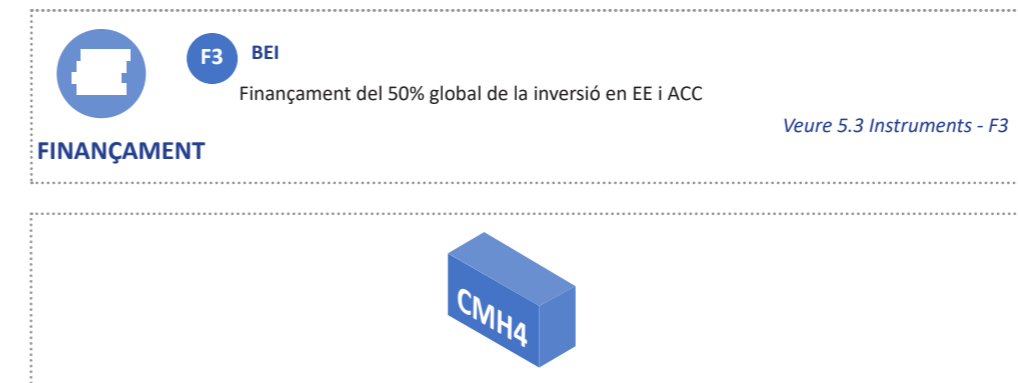 F3 BEI
Finançament del 50% global de la inversió en EE i ACC
Veure 5.3 Instruments - F3
FINANÇAMENT
CMH4